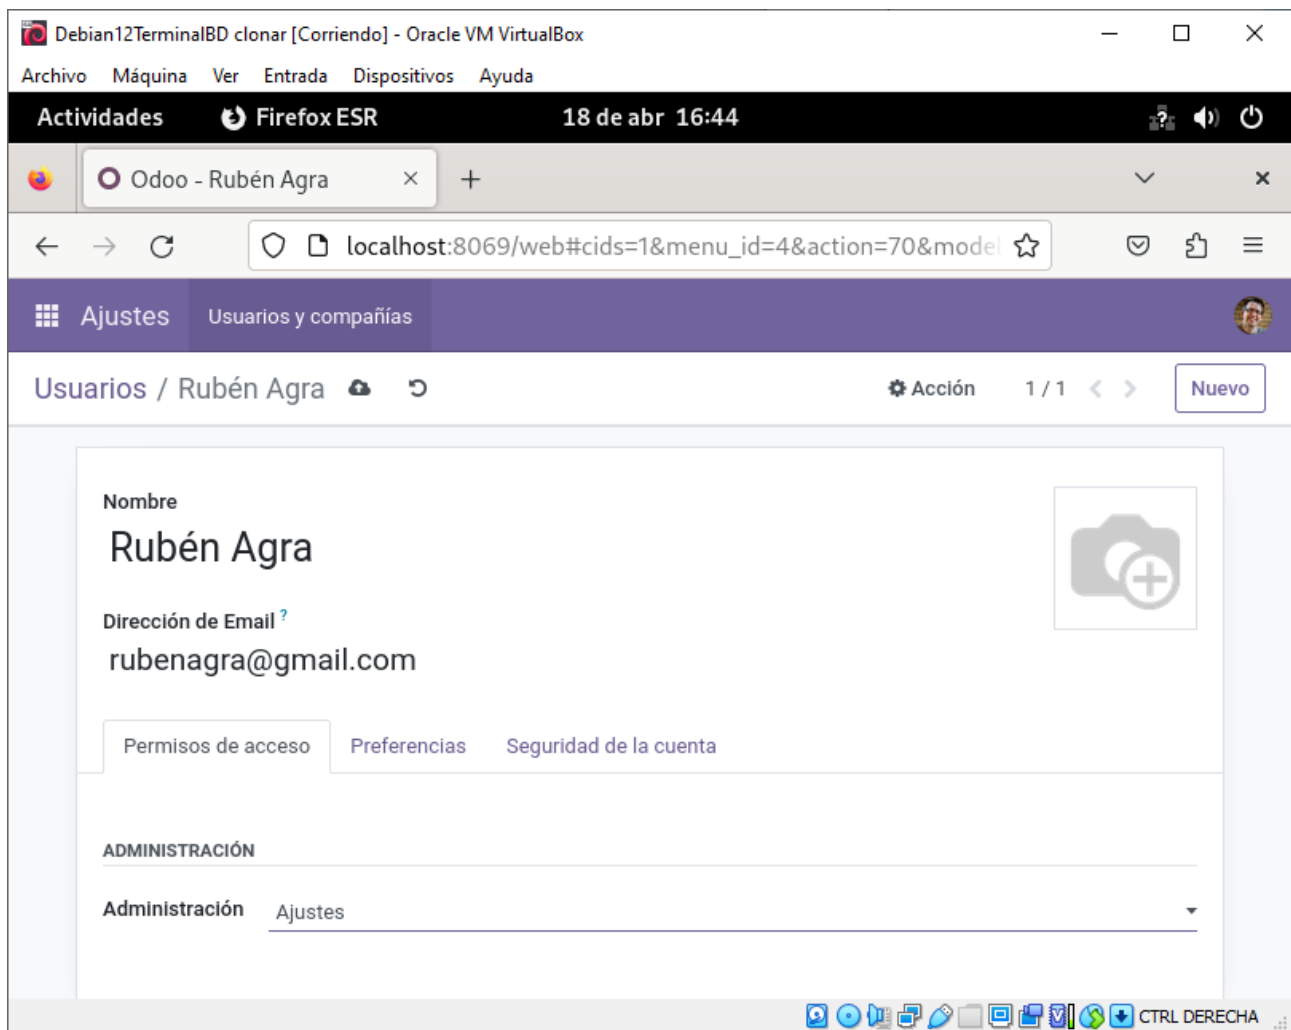 Debian12TerminalBD clonar [Corriendo] - Oracle VM VirtualBox
Archivo Máquina Ver Entrada Dispositivos Ayuda
Actividades Firefox ESR 18 de abr 16:44
Odoo - Rubén Agra
localhost:8069/web#cids=1&menu_id=4&action=70&model
Ajustes Usuarios y compañías
Usuarios / Rubén Agra Acción 1 / 1 Nuevo
Nombre
Rubén Agra
Dirección de Email ?
rubenagra@gmail.com
Permisos de acceso Preferencias Seguridad de la cuenta
ADMINISTRACIÓN
Administración Ajustes
CTRL DERECHA